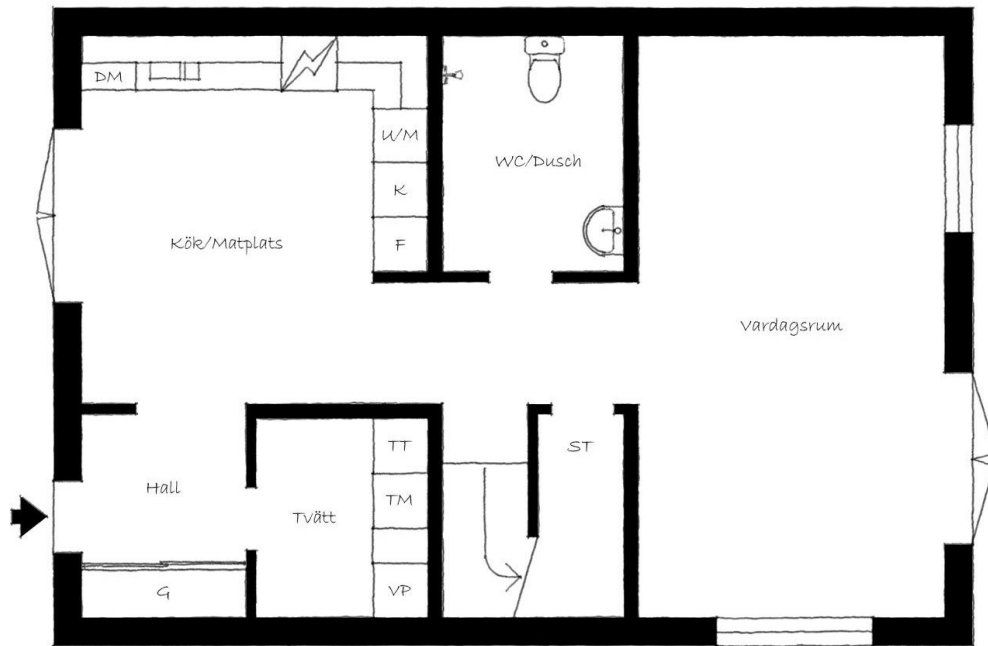 DM
U/M
K
F
WC/Dusch
Kök/Matplats
Vardagsrum
Hall
G
Tvätt
TT
TM
VP
ST